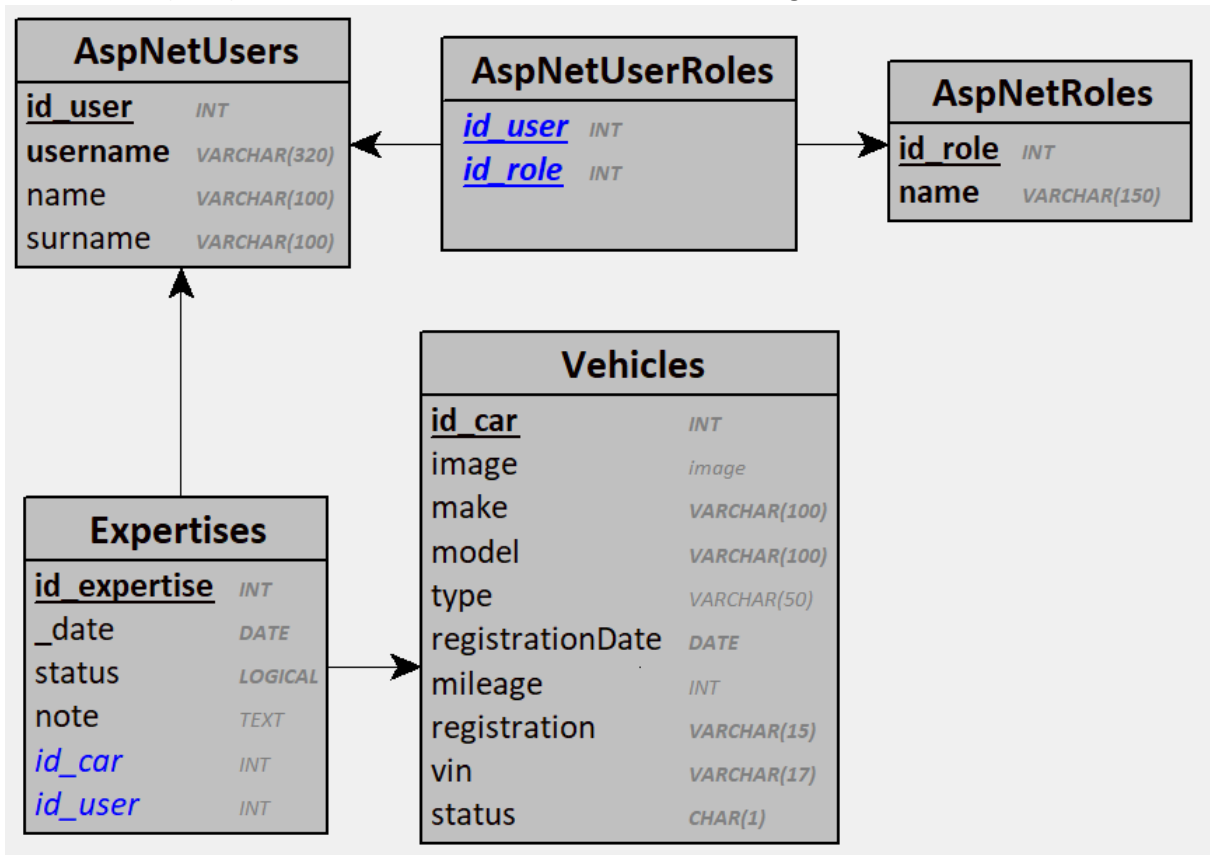 AspNetUsers
id_user INT
username VARCHAR(320)
name VARCHAR(100)
surname VARCHAR(100)
AspNetUserRoles
id_user INT
id_role INT
AspNetRoles
id_role INT
name VARCHAR(150)
Expertises
id_expertise INT
_date DATE
status LOGICAL
note TEXT
id_car INT
id_user INT
Vehicles
id_car INT
image image
make VARCHAR(100)
model VARCHAR(100)
type VARCHAR(50)
registrationDate DATE
mileage INT
registration VARCHAR(15)
vin VARCHAR(17)
status CHAR(1)